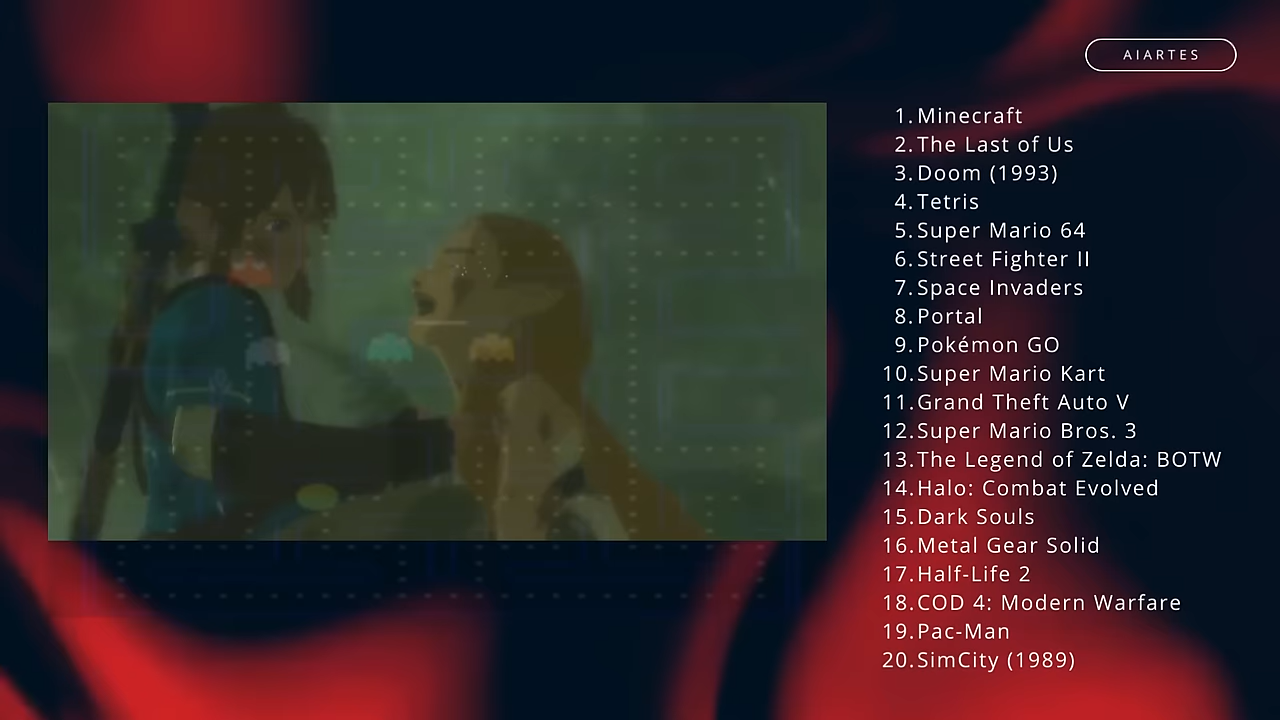 AIARTES
1. Minecraft
2. The Last of Us
3. Doom (1993)
4. Tetris
5. Super Mario 64
6. Street Fighter II
7. Space Invaders
8. Portal
9. Pokémon GO
10. Super Mario Kart
11. Grand Theft Auto V
12. Super Mario Bros. 3
13. The Legend of Zelda: BOTW
14. Halo: Combat Evolved
15. Dark Souls
16. Metal Gear Solid
17. Half-Life 2
18. COD 4: Modern Warfare
19. Pac-Man
20. SimCity (1989)